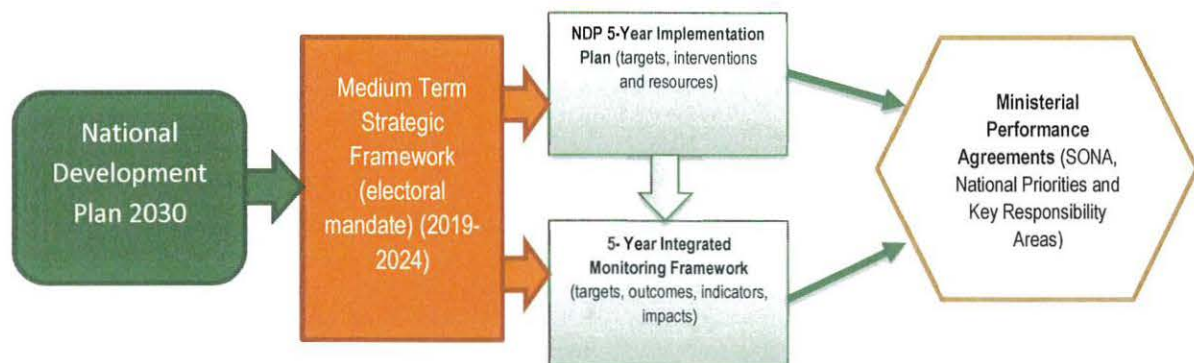 National
Development
Plan 2030
Medium Term
Strategic
Framework
(electoral
mandate) (2019-
2024)
NDP 5-Year Implementation
Plan (targets, interventions
and resources)
5- Year Integrated
Monitoring Framework
(targets, outcomes, indicators,
impacts)
Ministerial
Performance
Agreements (SONA,
National Priorities and
Key Responsibility
Areas)